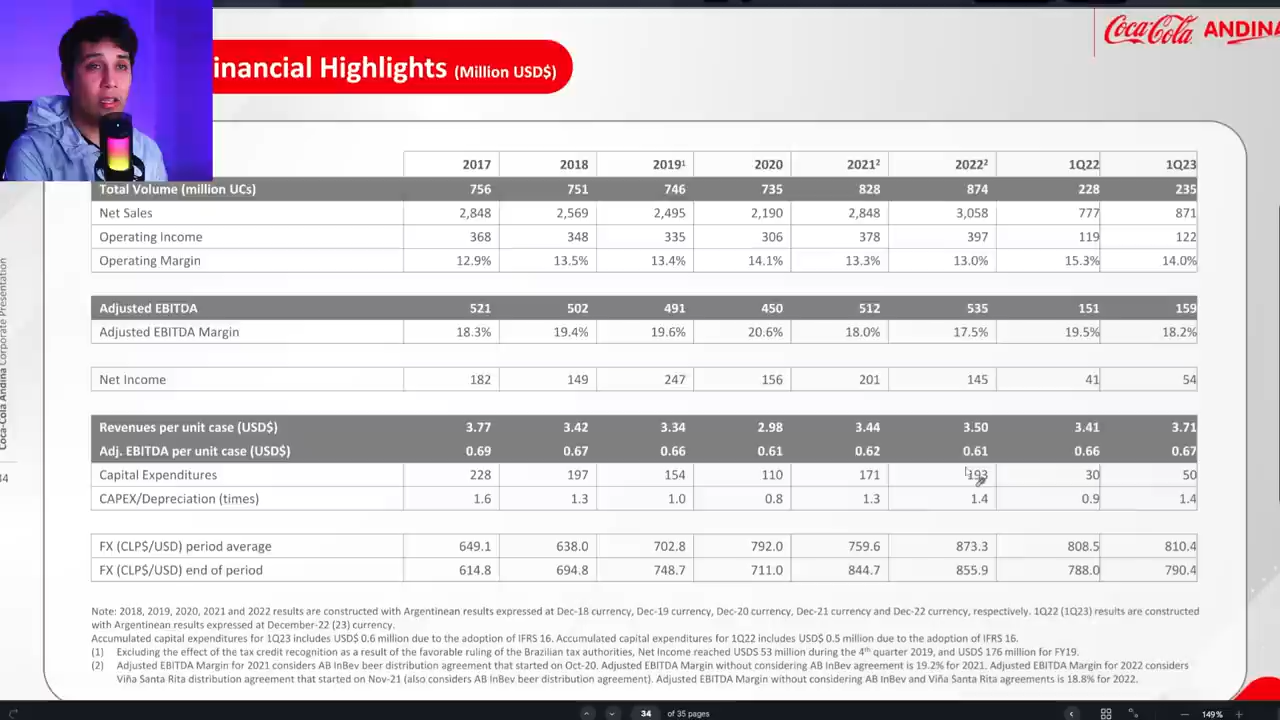 Coca-Cola ANDINA
inancial Highlights (Million USD$)
2017 2018 2019¹ 2020 2021² 2022² 1Q22 1Q23
Total Volume (million UCs) 756 751 746 735 828 874 228 235
Net Sales 2,848 2,569 2,495 2,190 2,848 3,058 777 871
Operating Income 368 348 335 306 378 397 119 122
Operating Margin 12.9% 13.5% 13.4% 14.1% 13.3% 13.0% 15.3% 14.0%
Adjusted EBITDA 521 502 491 450 512 535 151 159
Adjusted EBITDA Margin 18.3% 19.4% 19.6% 20.6% 18.0% 17.5% 19.5% 18.2%
Net Income 182 149 247 156 201 145 41 54
Revenues per unit case (USD$) 3.77 3.42 3.34 2.98 3.44 3.50 3.41 3.71
Adj. EBITDA per unit case (USD$) 0.69 0.67 0.66 0.61 0.62 0.61 0.66 0.67
Capital Expenditures 228 197 154 110 171 193 30 50
CAPEX/Depreciation (times) 1.6 1.3 1.0 0.8 1.3 1.4 0.9 1.4
FX (CLP$/USD) period average 649.1 638.0 702.8 792.0 759.6 873.3 808.5 810.4
FX (CLP$/USD) end of period 614.8 694.8 748.7 711.0 844.7 855.9 788.0 790.4
Note: 2018, 2019, 2020, 2021 and 2022 results are constructed with Argentinean results expressed at Dec-18 currency, Dec-19 currency, Dec-20 currency, Dec-21 currency and Dec-22 currency, respectively. 1Q22 (1Q23) results are constructed
with Argentinean results expressed at December-22 (23) currency.
Accumulated capital expenditures for 1Q23 includes USD$ 0.6 million due to the adoption of IFRS 16. Accumulated capital expenditures for 1Q22 includes USD$ 0.5 million due to the adoption of IFRS 16.
(1) Excluding the effect of the tax credit recognition as a result of the favorable ruling of the Brazilian tax authorities, Net Income reached USD$ 53 million during the 4th quarter 2019, and USD$ 176 million for FY19.
(2) Adjusted EBITDA Margin for 2021 considers AB InBev beer distribution agreement that started on Oct-20. Adjusted EBITDA Margin without considering AB InBev agreement is 19.2% for 2021. Adjusted EBITDA Margin for 2022 considers
Viña Santa Rita distribution agreement that started on Nov-21 (also considers AB InBev beer distribution agreement). Adjusted EBITDA Margin without considering AB InBev and Viña Santa Rita agreements is 18.8% for 2022.
Coca-Cola Andina Corporate Presentation
34
34 of 35 pages
149%